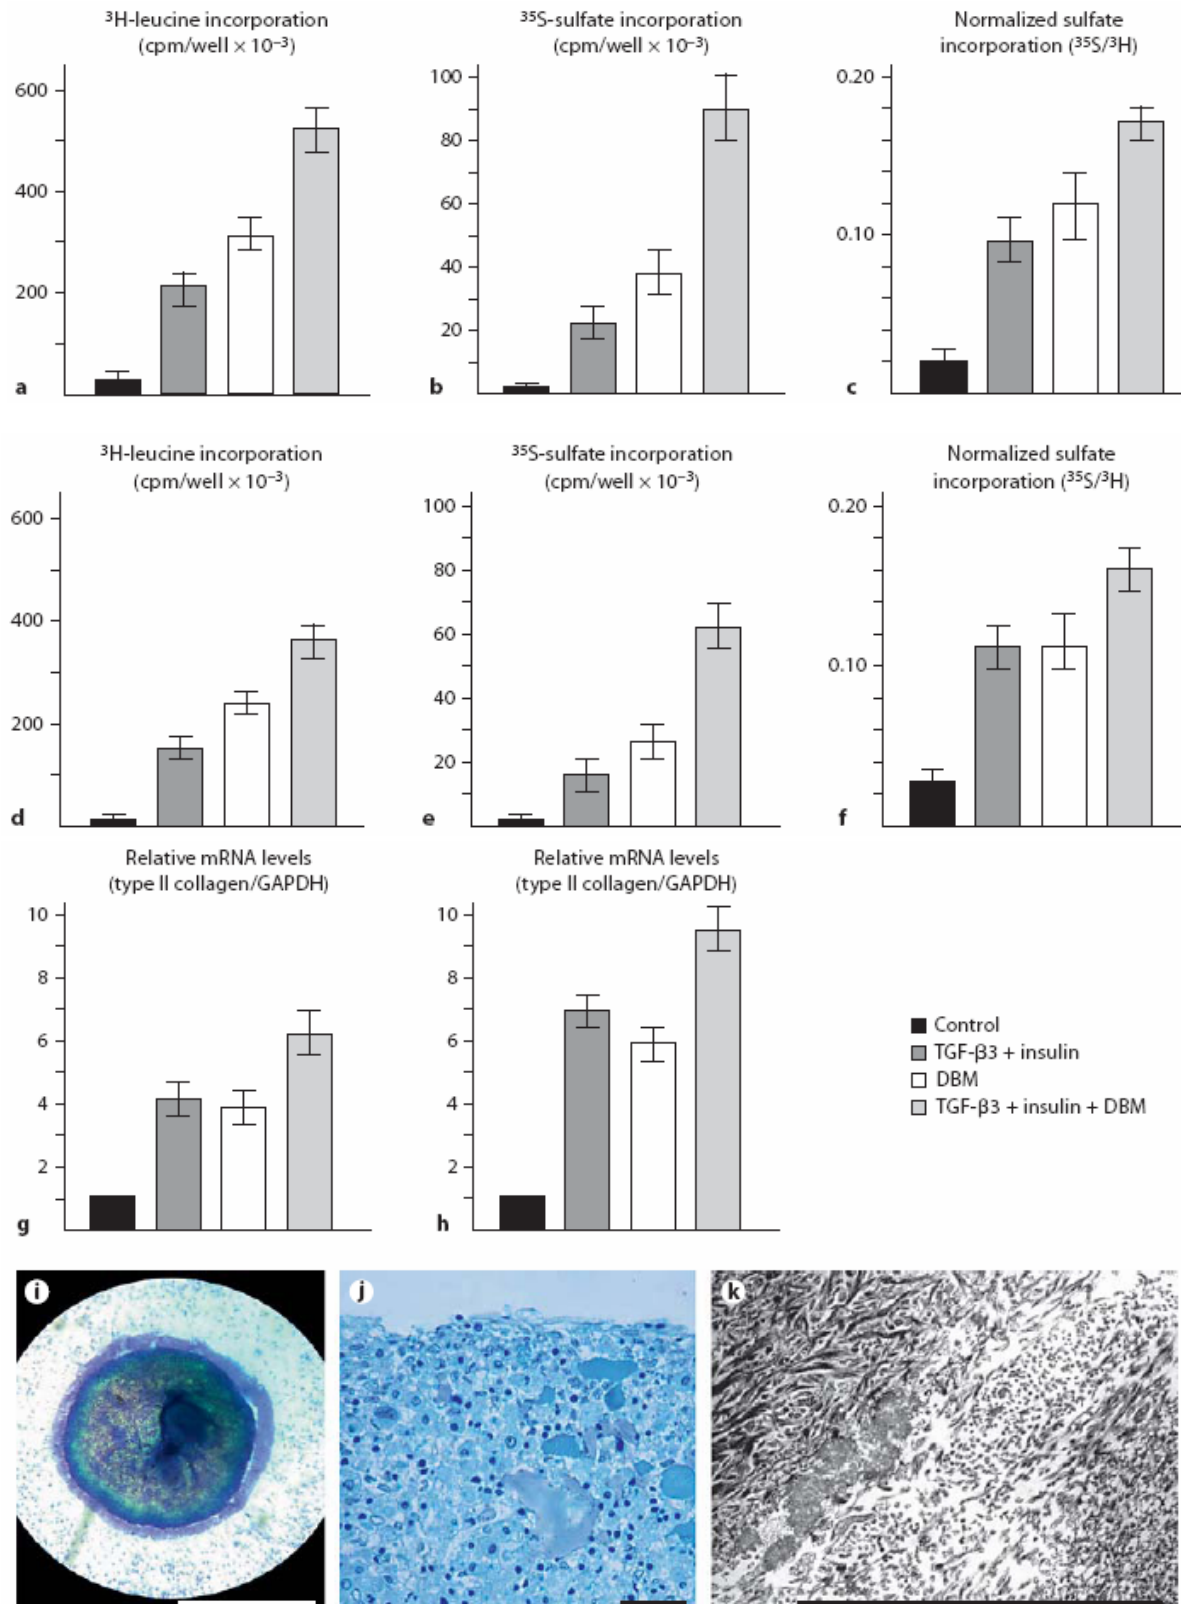 ³H-leucine incorporation
(cpm/well × 10⁻³)
600
400
200
a
³⁵S-sulfate incorporation
(cpm/well × 10⁻³)
100
80
60
40
20
b
Normalized sulfate
incorporation (³⁵S/³H)
0.20
0.10
c
³H-leucine incorporation
(cpm/well × 10⁻³)
600
400
200
d
³⁵S-sulfate incorporation
(cpm/well × 10⁻³)
100
80
60
40
20
e
Normalized sulfate
incorporation (³⁵S/³H)
0.20
0.10
f
Relative mRNA levels
(type II collagen/GAPDH)
10
8
6
4
2
g
Relative mRNA levels
(type II collagen/GAPDH)
10
8
6
4
2
h
Control
TGF-β3 + insulin
DBM
TGF-β3 + insulin + DBM
i
j
k